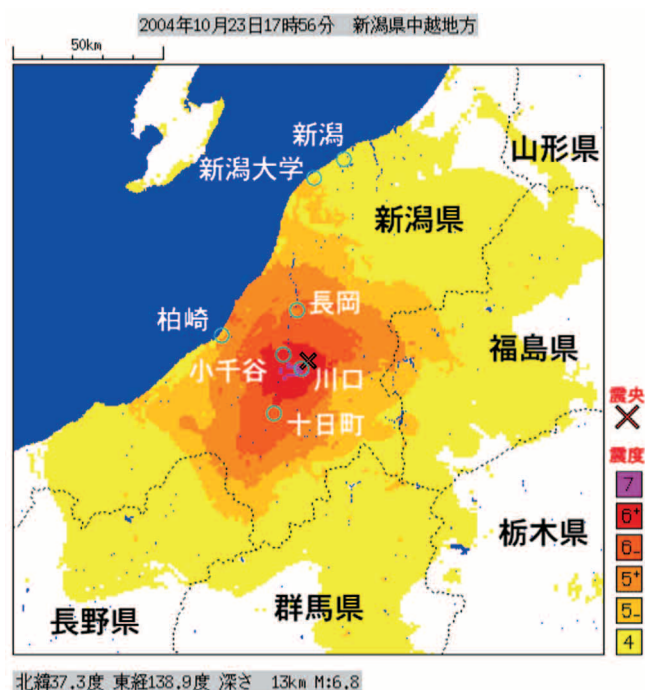 2004年10月23日17時56分　新潟県中越地方
50km
新潟
山形県
新潟大学
新潟県
長岡
柏崎
福島県
小千谷
川口
震央
十日町
震度
7
6+
栃木県
6-
5+
群馬県
5-
長野県
4
北緯37.3度 東経138.9度 深さ　13km M:6.8